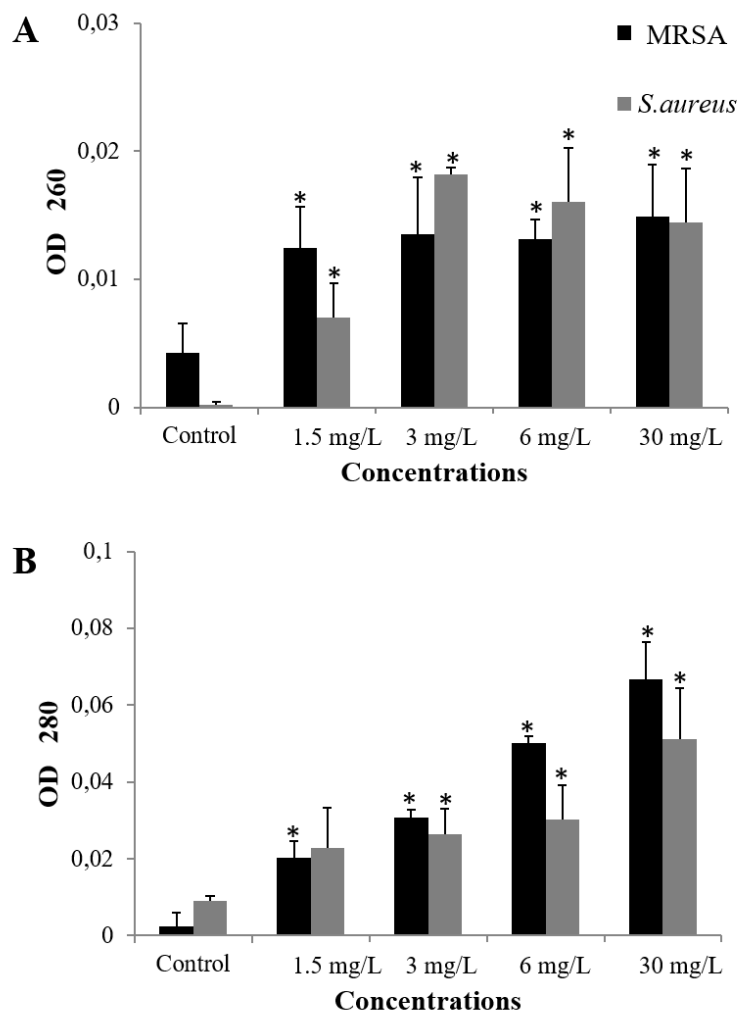 A
0,03
MRSA
S.aureus
0,02
0,01
0
OD 260
* * * * * * * *
Control 1.5 mg/L 3 mg/L 6 mg/L 30 mg/L
Concentrations
B
0,1
0,08
0,06
0,04
0,02
0
OD 280
* * * * * * *
Control 1.5 mg/L 3 mg/L 6 mg/L 30 mg/L
Concentrations